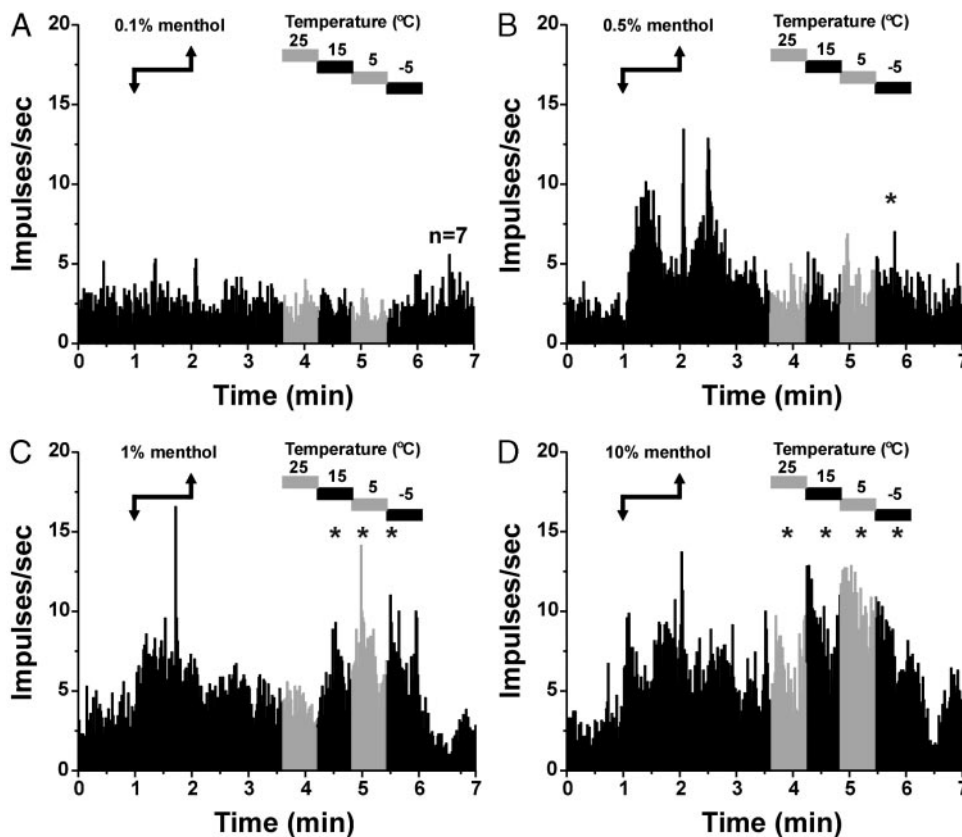 A
0.1% menthol
Temperature (ºC)
25
15
5
-5
n=7
Impulses/sec
20
15
10
5
0
0 1 2 3 4 5 6 7
Time (min)
B
0.5% menthol
Temperature (ºC)
25
15
5
-5
*
Impulses/sec
20
15
10
5
0
0 1 2 3 4 5 6 7
Time (min)
C
1% menthol
Temperature (ºC)
25
15
5
-5
* * *
Impulses/sec
20
15
10
5
0
0 1 2 3 4 5 6 7
Time (min)
D
10% menthol
Temperature (ºC)
25
15
5
-5
* * * *
Impulses/sec
20
15
10
5
0
0 1 2 3 4 5 6 7
Time (min)